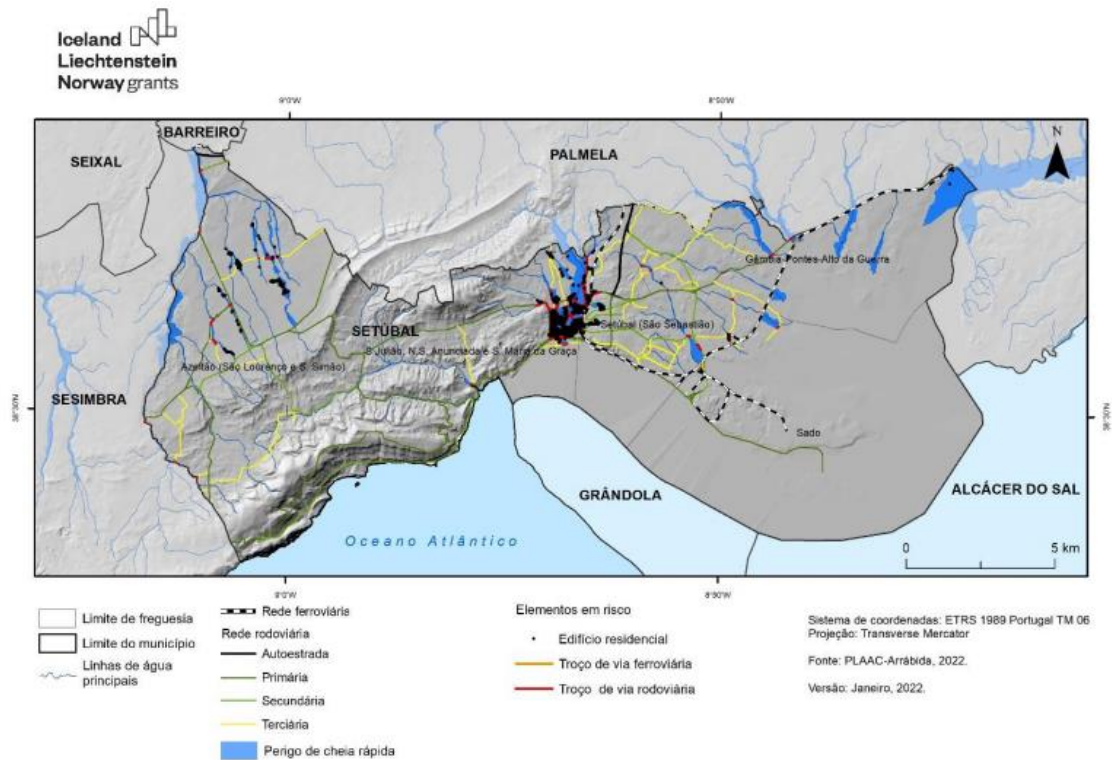 Iceland
Liechtenstein
Norway grants
9°0'W
8°50'W
BARREIRO
SEIXAL
PALMELA
N
Gâmbia-Pontes-Alto da Guerra
SETÚBAL
Setúbal (São Sebastião)
S Julião, N.S. Anunciada e S. Maria da Graça
Azeitão (São Lourenço e S. Simão)
SESIMBRA
38°30'N
38°30'N
Sado
GRÂNDOLA
ALCÁCER DO SAL
Oceano Atlântico
0
5 km
9°0'W
8°50'W
Limite de freguesia
Limite do município
Linhas de água
principais
Rede ferroviária
Rede rodoviária
Autoestrada
Primária
Secundária
Terciária
Perigo de cheia rápida
Elementos em risco
Edifício residencial
Troço de via ferroviária
Troço de via rodoviária
Sistema de coordenadas: ETRS 1989 Portugal TM 06
Projeção: Transverse Mercator
Fonte: PLAAC-Arrábida, 2022.
Versão: Janeiro, 2022.